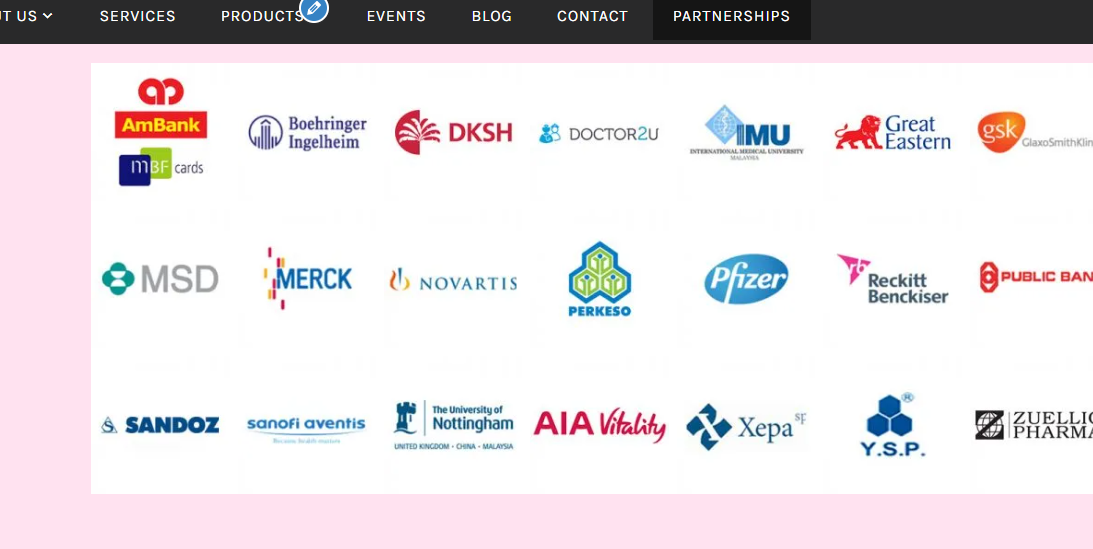 T US
SERVICES
PRODUCTS
EVENTS
BLOG
CONTACT
PARTNERSHIPS
AmBank
mBF cards
Boehringer
Ingelheim
DKSH
DOCTOR2U
IMU
INTERNATIONAL MEDICAL UNIVERSITY
MALAYSIA
Great
Eastern
gsk
GlaxoSmithKlin
MSD
MERCK
NOVARTIS
PERKESO
Pfizer
rb
Reckitt
Benckiser
PUBLIC BAN
SANDOZ
sanofi aventis
Because health matters
The University of
Nottingham
UNITED KINGDOM • CHINA • MALAYSIA
AIA Vitality
Xepa sp
Y.S.P.
®
ZUELLIG
PHARMA